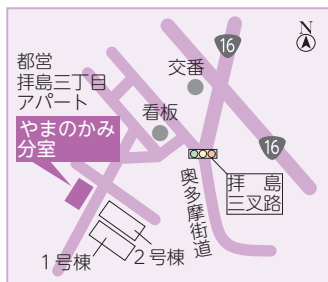 N
16
都営
拝島三丁目
アパート
交番
看板
やまのかみ
分室
16
拝島
三叉路
奥多摩街道
1号棟
2号棟